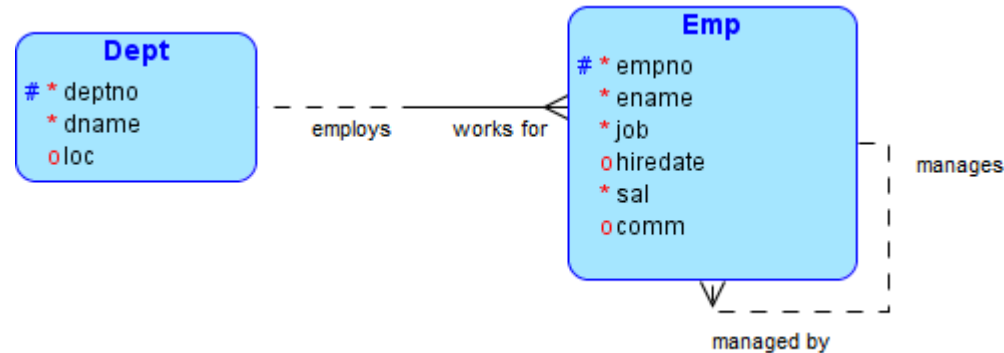 Dept
# * deptno
* dname
o loc
employs
works for
Emp
# * empno
* ename
* job
o hiredate
* sal
o comm
manages
managed by